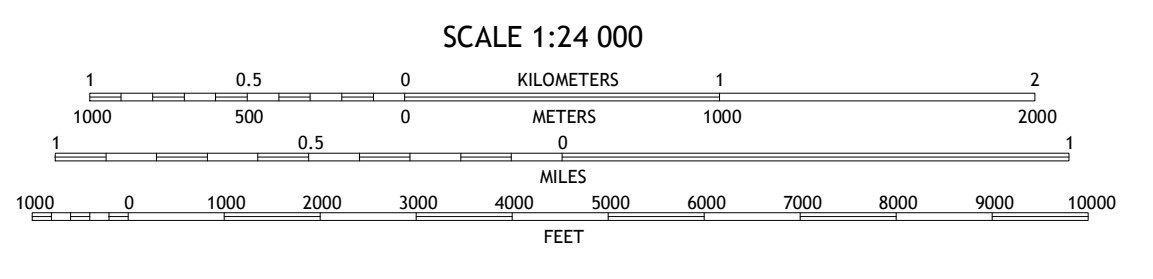 SCALE 1:24 000
1 0.5 0 KILOMETERS 1 2
1000 500 0 METERS 1000 2000
1 0.5 0 1
MILES
1000 0 1000 2000 3000 4000 5000 6000 7000 8000 9000 10000
FEET